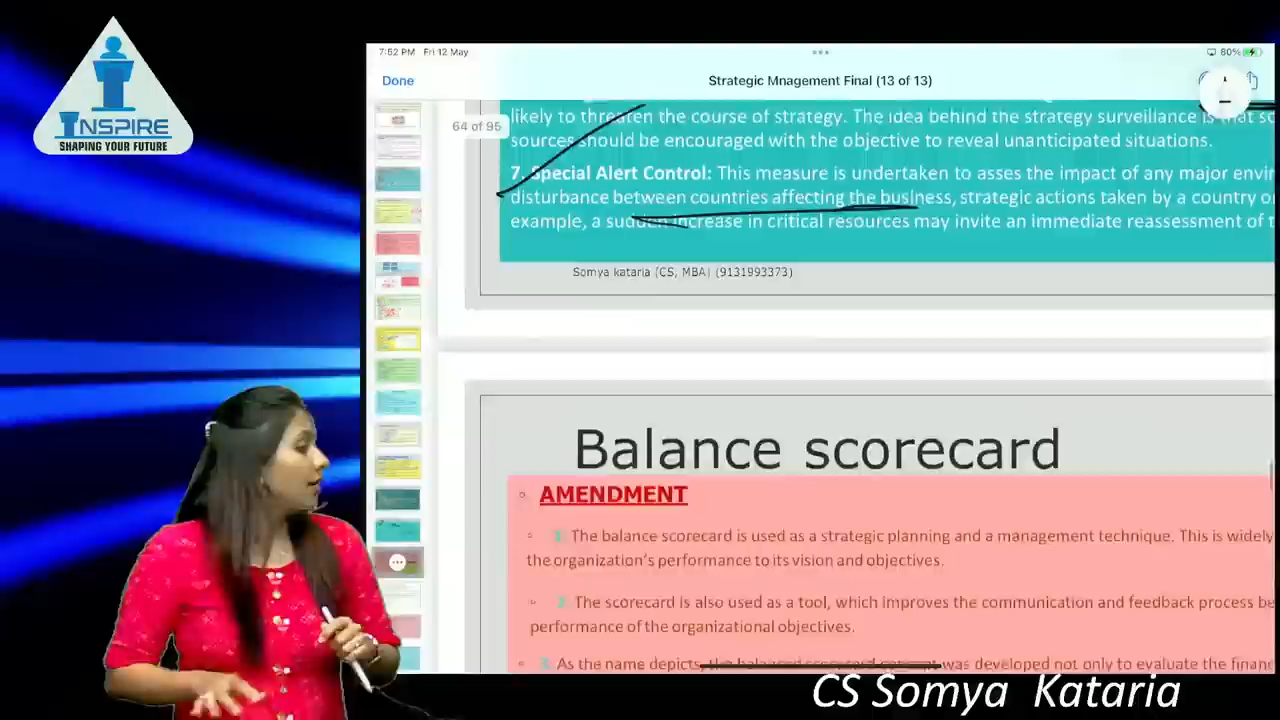 INSPIRE
SHAPING YOUR FUTURE
7:52 PM Fri 12 May
80%
Done
Strategic Mnagement Final (13 of 13)
64 of 95
likely to threaten the course of strategy. The idea behind the strategy surveillance is that
sources should be encouraged with the objective to reveal unanticipated situations.
7. Special Alert Control: This measure is undertaken to asses the impact of any major
disturbance between countries affecting the business, strategic actions taken by a country
example, a sudden increase in critical resources may invite an immediate reassessment of
Somya kataria (CS, MBA) (9131993373)
Balance scorecard
AMENDMENT
1. The balance scorecard is used as a strategic planning and a management technique. This is widely
the organization's performance to its vision and objectives.
2. The scorecard is also used as a tool, which improves the communication and feedback process
performance of the organizational objectives.
3. As the name depicts, the balanced scorecard concept was developed not only to evaluate the
CS Somya Kataria